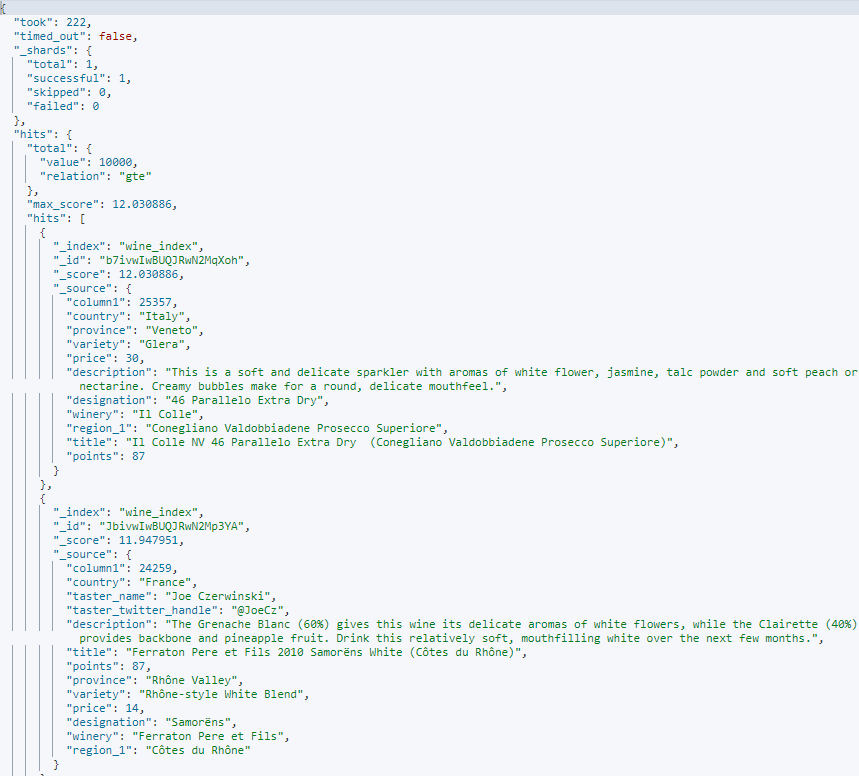 {
"took": 222,
"timed_out": false,
"_shards": {
"total": 1,
"successful": 1,
"skipped": 0,
"failed": 0
},
"hits": {
"total": {
"value": 10000,
"relation": "gte"
},
"max_score": 12.030886,
"hits": [
{
"_index": "wine_index",
"_id": "b7ivwIwBUQJRwN2MqXoh",
"_score": 12.030886,
"_source": {
"column1": 25357,
"country": "Italy",
"province": "Veneto",
"variety": "Glera",
"price": 30,
"description": "This is a soft and delicate sparkler with aromas of white flower, jasmine, talc powder and soft peach or
nectarine. Creamy bubbles make for a round, delicate mouthfeel.",
"designation": "46 Parallelo Extra Dry",
"winery": "Il Colle",
"region_1": "Conegliano Valdobbiadene Prosecco Superiore",
"title": "Il Colle NV 46 Parallelo Extra Dry  (Conegliano Valdobbiadene Prosecco Superiore)",
"points": 87
}
},
{
"_index": "wine_index",
"_id": "JbivwIwBUQJRwN2Mp3YA",
"_score": 11.947951,
"_source": {
"column1": 24259,
"country": "France",
"taster_name": "Joe Czerwinski",
"taster_twitter_handle": "@JoeCz",
"description": "The Grenache Blanc (60%) gives this wine its delicate aromas of white flowers, while the Clairette (40%)
provides backbone and pineapple fruit. Drink this relatively soft, mouthfilling white over the next few months.",
"title": "Ferraton Pere et Fils 2010 Samorëns White (Côtes du Rhône)",
"points": 87,
"province": "Rhône Valley",
"variety": "Rhône-style White Blend",
"price": 14,
"designation": "Samorëns",
"winery": "Ferraton Pere et Fils",
"region_1": "Côtes du Rhône"
}